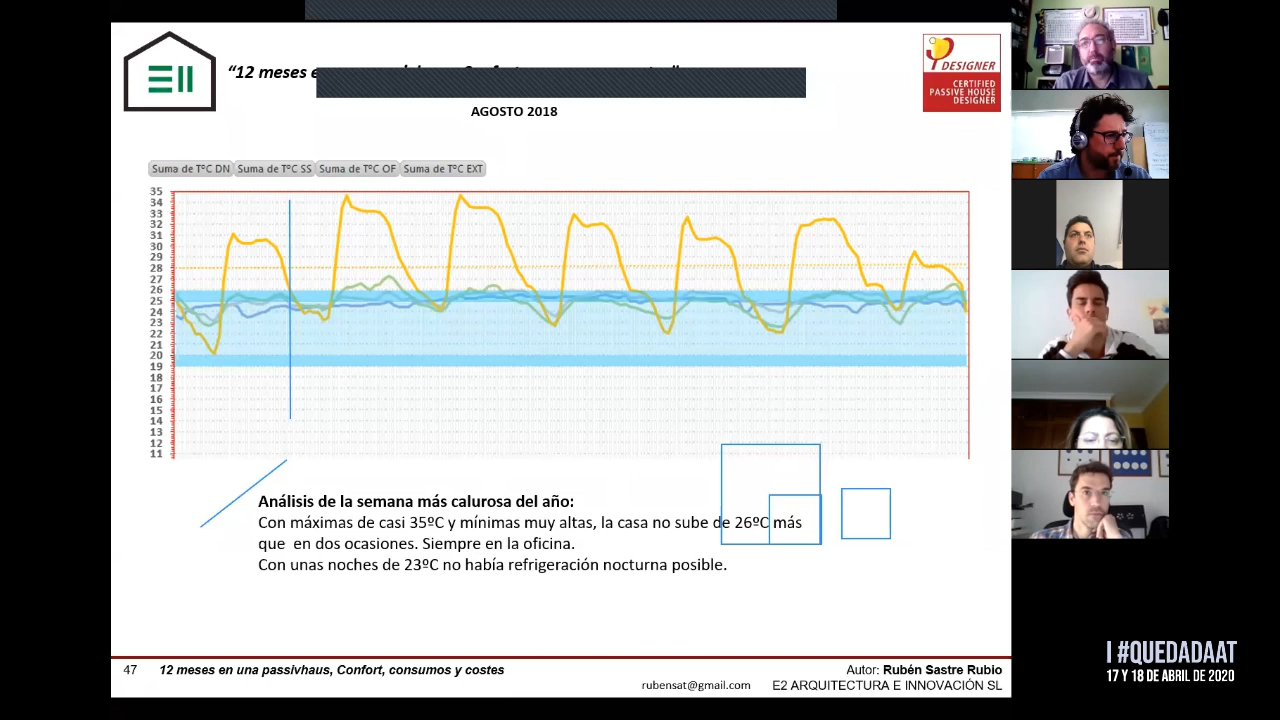 “12 meses e
AGOSTO 2018
DESIGNER
CERTIFIED
PASSIVE HOUSE
DESIGNER
Suma de TºC DN Suma de TºC SS Suma de TºC OF Suma de TºC EXT
35
34
33
32
31
30
29
28
27
26
25
24
23
22
21
20
19
18
17
16
15
14
13
12
11
Análisis de la semana más calurosa del año:
Con máximas de casi 35ºC y mínimas muy altas, la casa no sube de 26ºC más
que en dos ocasiones. Siempre en la oficina.
Con unas noches de 23ºC no había refrigeración nocturna posible.
47 12 meses en una passivhaus, Confort, consumos y costes
Autor: Rubén Sastre Rubio
rubensat@gmail.com E2 ARQUITECTURA E INNOVACIÓN SL
I #QUEDADAAT
17 Y 18 DE ABRIL DE 2020